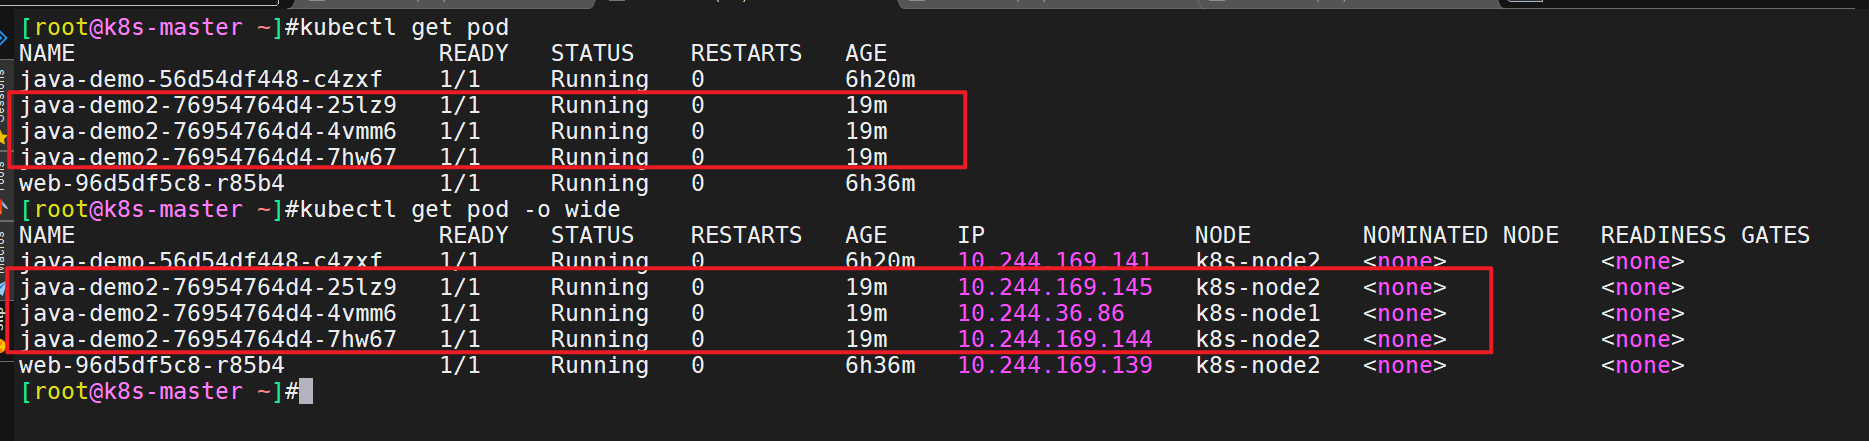 [root@k8s-master ~]#kubectl get pod
NAME READY STATUS RESTARTS AGE
java-demo-56d54df448-c4zxf 1/1 Running 0 6h20m
java-demo2-76954764d4-25lz9 1/1 Running 0 19m
java-demo2-76954764d4-4vmm6 1/1 Running 0 19m
java-demo2-76954764d4-7hw67 1/1 Running 0 19m
web-96d5df5c8-r85b4 1/1 Running 0 6h36m
[root@k8s-master ~]#kubectl get pod -o wide
NAME READY STATUS RESTARTS AGE IP NODE NOMINATED NODE READINESS GATES
java-demo-56d54df448-c4zxf 1/1 Running 0 6h20m 10.244.169.141 k8s-node2 <none> <none>
java-demo2-76954764d4-25lz9 1/1 Running 0 19m 10.244.169.145 k8s-node2 <none> <none>
java-demo2-76954764d4-4vmm6 1/1 Running 0 19m 10.244.36.86 k8s-node1 <none> <none>
java-demo2-76954764d4-7hw67 1/1 Running 0 19m 10.244.169.144 k8s-node2 <none> <none>
web-96d5df5c8-r85b4 1/1 Running 0 6h36m 10.244.169.139 k8s-node2 <none> <none>
[root@k8s-master ~]#